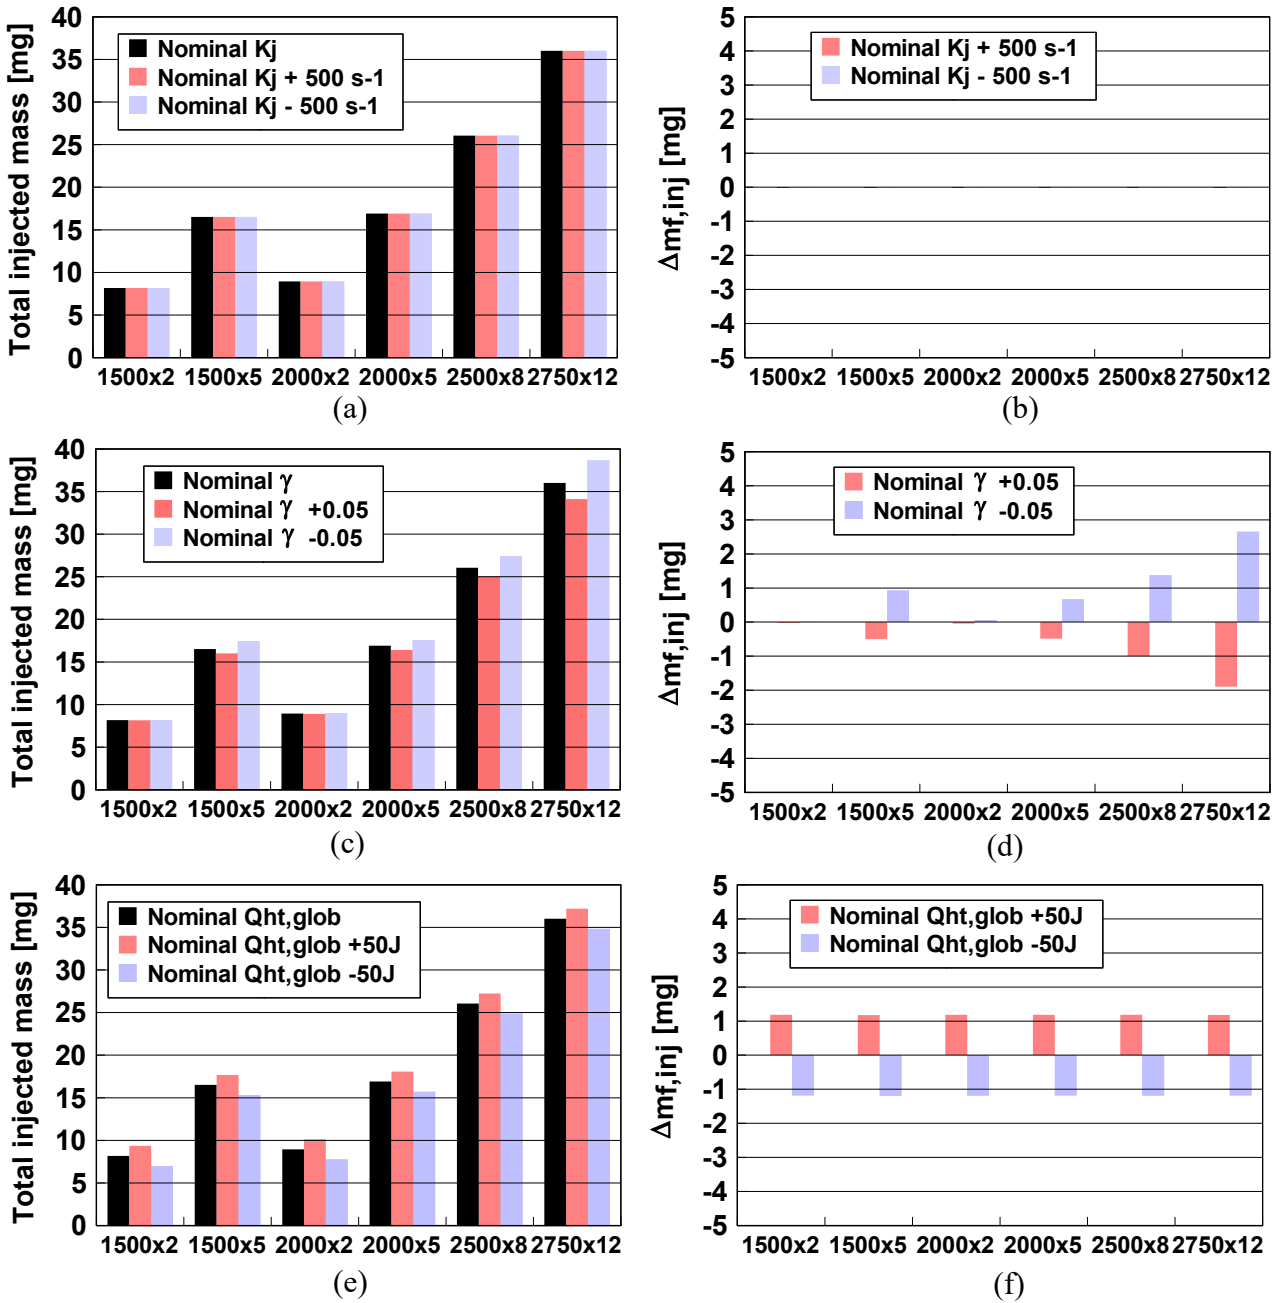 Total injected mass [mg]
40
35
30
25
20
15
10
5
0
Nominal Kj
Nominal Kj + 500 s-1
Nominal Kj - 500 s-1
1500x2 1500x5 2000x2 2000x5 2500x8 2750x12
(a)
Δmf,inj [mg]
5
4
3
2
1
0
-1
-2
-3
-4
-5
Nominal Kj + 500 s-1
Nominal Kj - 500 s-1
1500x2 1500x5 2000x2 2000x5 2500x8 2750x12
(b)
Total injected mass [mg]
40
35
30
25
20
15
10
5
0
Nominal γ
Nominal γ +0.05
Nominal γ -0.05
1500x2 1500x5 2000x2 2000x5 2500x8 2750x12
(c)
Δmf,inj [mg]
5
4
3
2
1
0
-1
-2
-3
-4
-5
Nominal γ +0.05
Nominal γ -0.05
1500x2 1500x5 2000x2 2000x5 2500x8 2750x12
(d)
Total injected mass [mg]
40
35
30
25
20
15
10
5
0
Nominal Qht,glob
Nominal Qht,glob +50J
Nominal Qht,glob -50J
1500x2 1500x5 2000x2 2000x5 2500x8 2750x12
(e)
Δmf,inj [mg]
5
4
3
2
1
0
-1
-2
-3
-4
-5
Nominal Qht,glob +50J
Nominal Qht,glob -50J
1500x2 1500x5 2000x2 2000x5 2500x8 2750x12
(f)